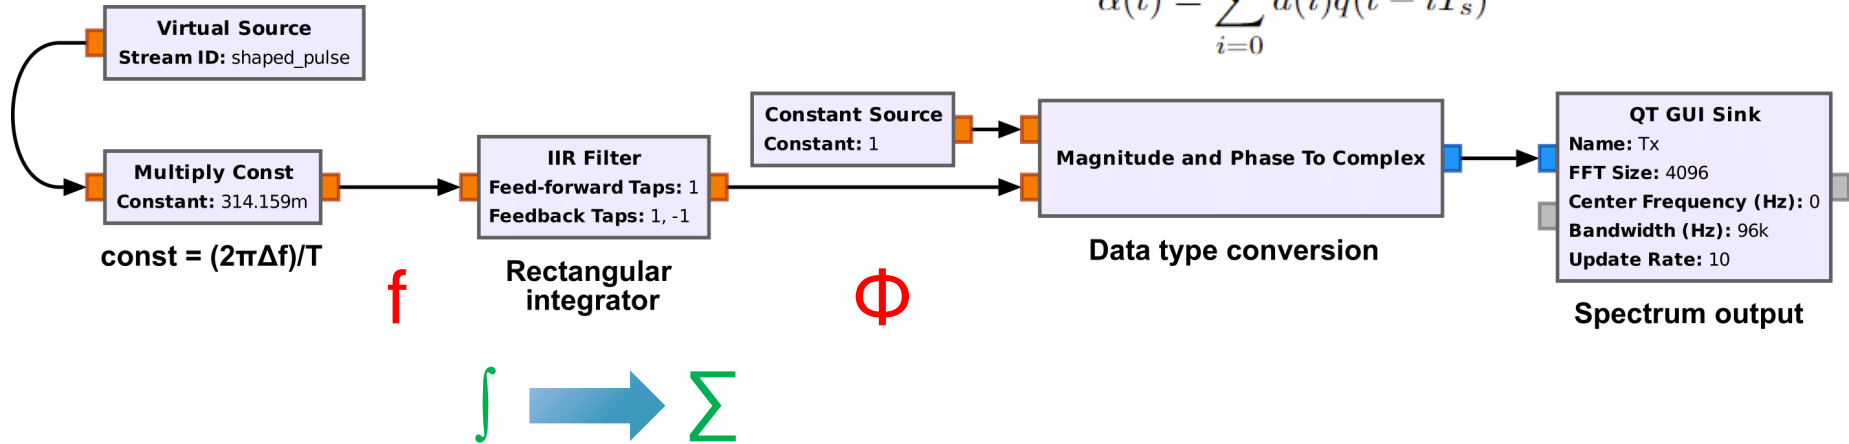 α(t) = ∑ a(i)q(t − iTₛ)
i=0
Virtual Source
Stream ID: shaped_pulse
Multiply Const
Constant: 314.159m
const = (2πΔf)/T
f
IIR Filter
Feed-forward Taps: 1
Feedback Taps: 1, -1
Rectangular
integrator
Constant Source
Constant: 1
Φ
Magnitude and Phase To Complex
Data type conversion
QT GUI Sink
Name: Tx
FFT Size: 4096
Center Frequency (Hz): 0
Bandwidth (Hz): 96k
Update Rate: 10
Spectrum output
∫ ∑